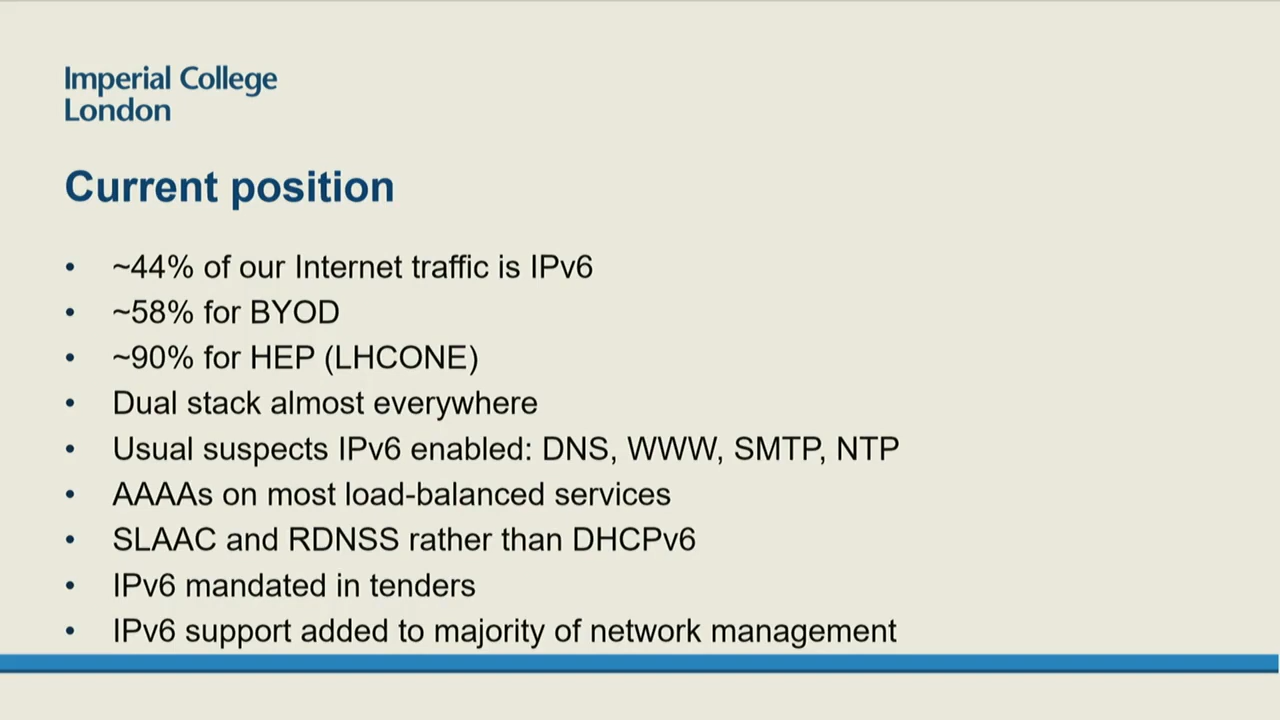 Imperial College
London
Current position
• ~44% of our Internet traffic is IPv6
• ~58% for BYOD
• ~90% for HEP (LHCONE)
• Dual stack almost everywhere
• Usual suspects IPv6 enabled: DNS, WWW, SMTP, NTP
• AAAAs on most load-balanced services
• SLAAC and RDNSS rather than DHCPv6
• IPv6 mandated in tenders
• IPv6 support added to majority of network management